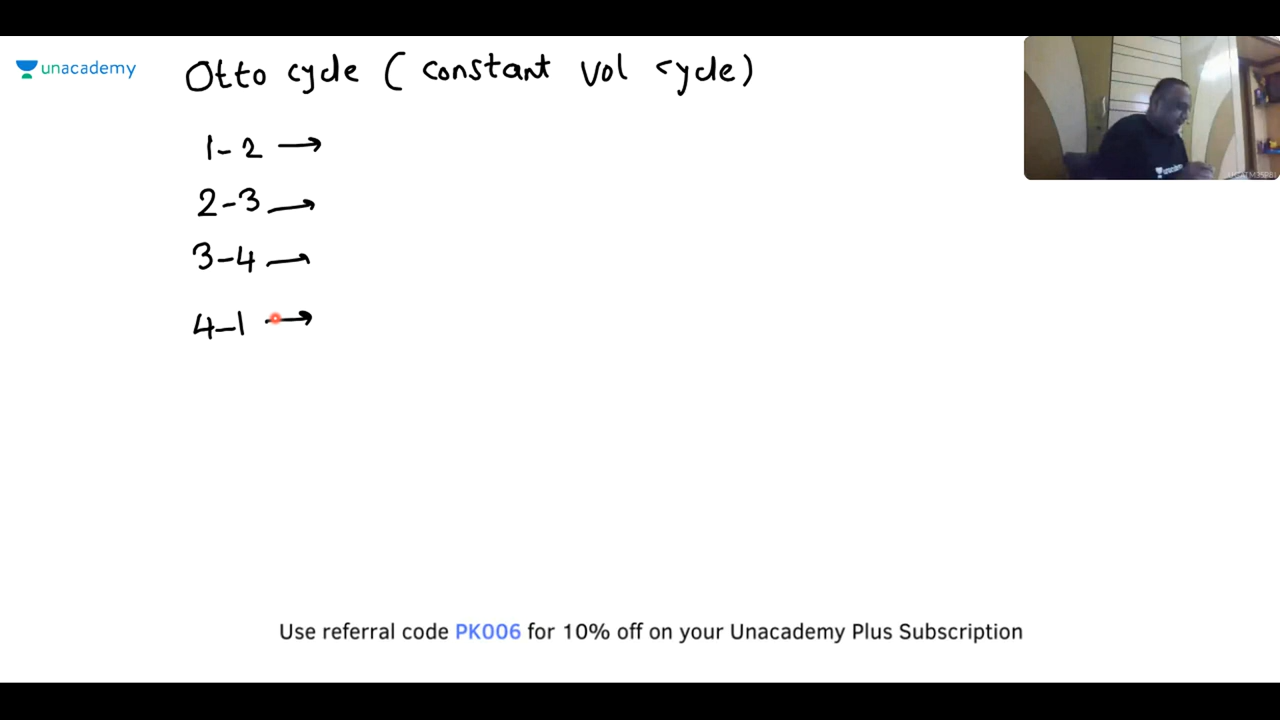 unacademy
Otto cycle (constant vol cycle)
1-2 →
2-3 →
3-4 →
4-1 →
Use referral code PK006 for 10% off on your Unacademy Plus Subscription
unacademy